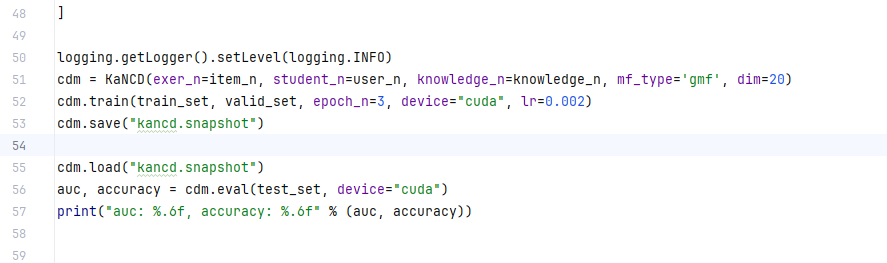 48 ]
49
50 logging.getLogger().setLevel(logging.INFO)
51 cdm = KaNCD(exer_n=item_n, student_n=user_n, knowledge_n=knowledge_n, mf_type='gmf', dim=20)
52 cdm.train(train_set, valid_set, epoch_n=3, device="cuda", lr=0.002)
53 cdm.save("kancd.snapshot")
54
55 cdm.load("kancd.snapshot")
56 auc, accuracy = cdm.eval(test_set, device="cuda")
57 print("auc: %.6f, accuracy: %.6f" % (auc, accuracy))
58
59